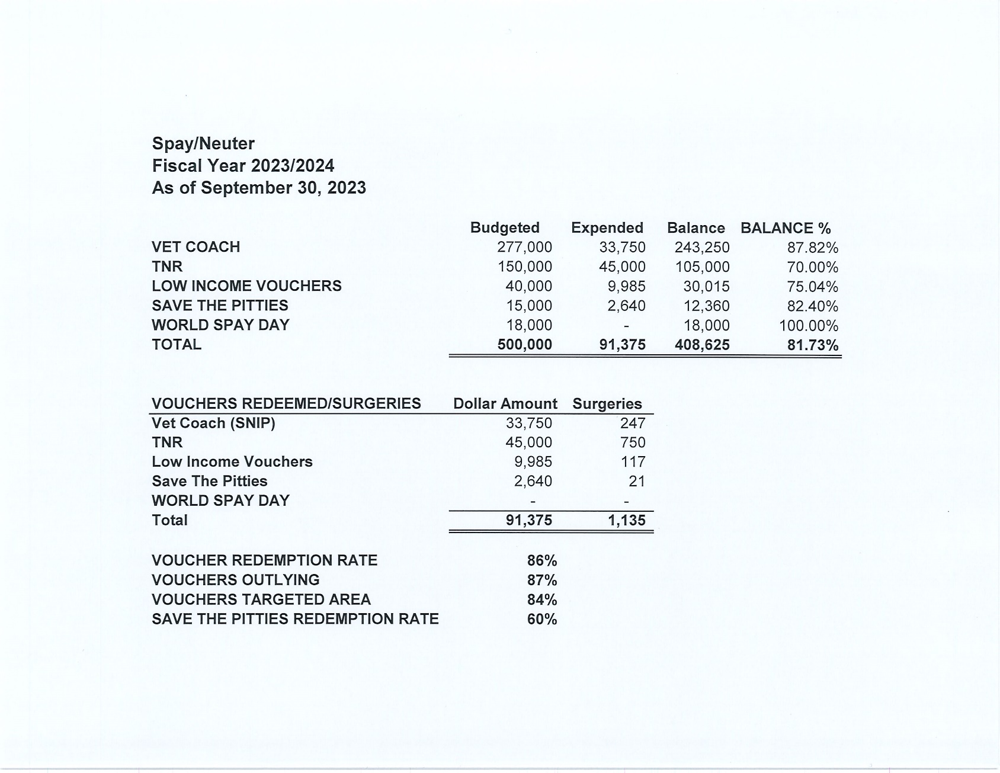 Spay/Neuter
Fiscal Year 2023/2024
As of September 30, 2023
Budgeted Expended Balance BALANCE %
VET COACH 277,000 33,750 243,250 87.82%
TNR 150,000 45,000 105,000 70.00%
LOW INCOME VOUCHERS 40,000 9,985 30,015 75.04%
SAVE THE PITTIES 15,000 2,640 12,360 82.40%
WORLD SPAY DAY 18,000 - 18,000 100.00%
TOTAL 500,000 91,375 408,625 81.73%
VOUCHERS REDEEMED/SURGERIES Dollar Amount Surgeries
Vet Coach (SNIP) 33,750 247
TNR 45,000 750
Low Income Vouchers 9,985 117
Save The Pitties 2,640 21
WORLD SPAY DAY - -
Total 91,375 1,135
VOUCHER REDEMPTION RATE 86%
VOUCHERS OUTLYING 87%
VOUCHERS TARGETED AREA 84%
SAVE THE PITTIES REDEMPTION RATE 60%